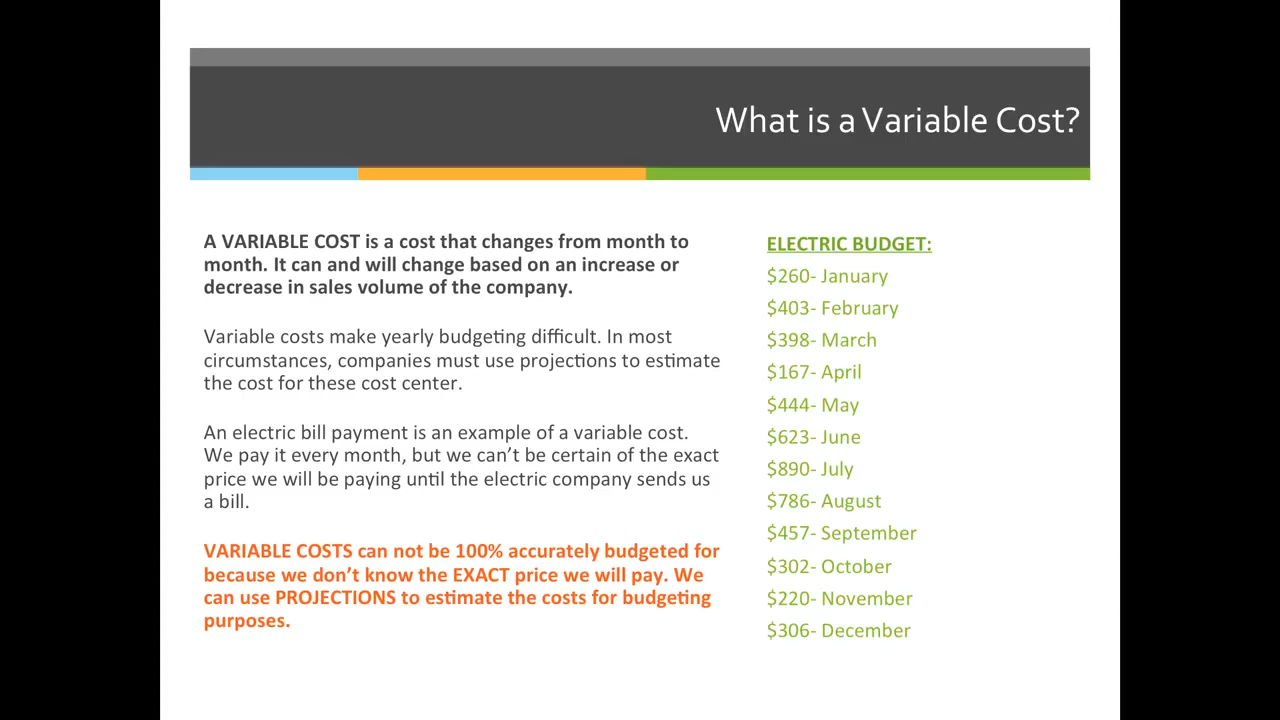 What is a Variable Cost?
A VARIABLE COST is a cost that changes from month to
month. It can and will change based on an increase or
decrease in sales volume of the company.
Variable costs make yearly budgeting difficult. In most
circumstances, companies must use projections to estimate
the cost for these cost center.
An electric bill payment is an example of a variable cost.
We pay it every month, but we can’t be certain of the exact
price we will be paying until the electric company sends us
a bill.
VARIABLE COSTS can not be 100% accurately budgeted for
because we don’t know the EXACT price we will pay. We
can use PROJECTIONS to estimate the costs for budgeting
purposes.
ELECTRIC BUDGET:
$260- January
$403- February
$398- March
$167- April
$444- May
$623- June
$890- July
$786- August
$457- September
$302- October
$220- November
$306- December